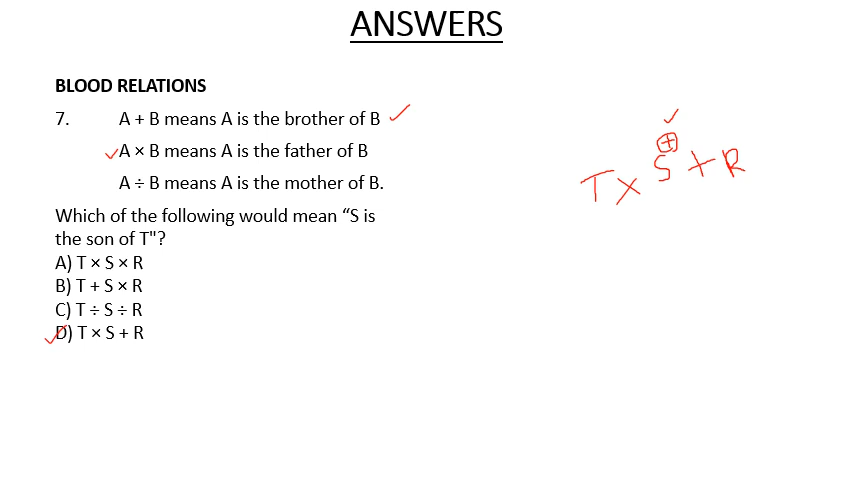 ANSWERS
BLOOD RELATIONS
7. A + B means A is the brother of B
A × B means A is the father of B
A ÷ B means A is the mother of B.
Which of the following would mean “S is
the son of T"?
A) T × S × R
B) T + S × R
C) T ÷ S ÷ R
D) T × S + R
+
T × S + R